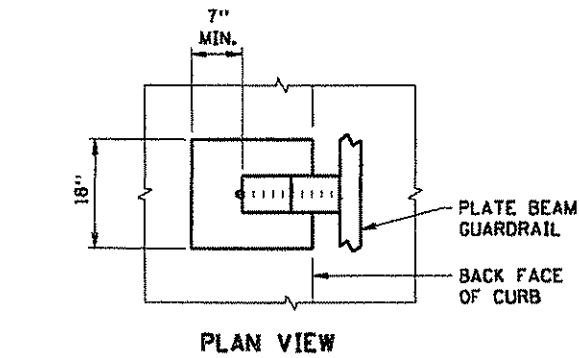 7"
MIN.
18"
PLATE BEAM
GUARDRAIL
BACK FACE
OF CURB
PLAN VIEW